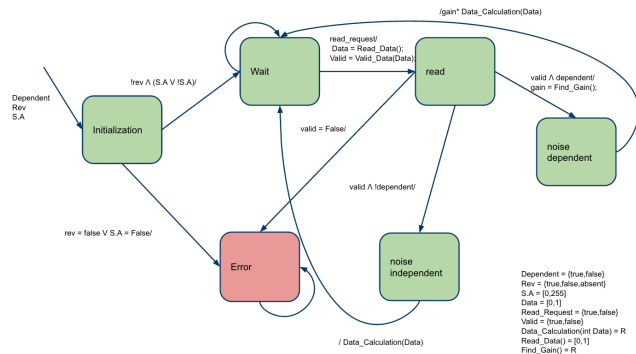 /gain* Data_Calculation(Data)
read_request/
Data = Read_Data();
Valid = Valid_Data(Data);
!rev Λ (S.A V !S.A)/
Wait
read
valid Λ dependent/
gain = Find_Gain();
Dependent
Rev
S.A
Initialization
valid = False/
noise
dependent
valid Λ !dependent/
rev = false V S.A = False/
Error
noise
independent
/ Data_Calculation(Data)
Dependent = {true,false}
Rev = {true,false,absent}
S.A = [0,255]
Data = [0,1]
Read_Request = {true,false}
Valid = {true,false}
Data_Calculation(int Data) = R
Read_Data() = [0,1]
Find_Gain() = R